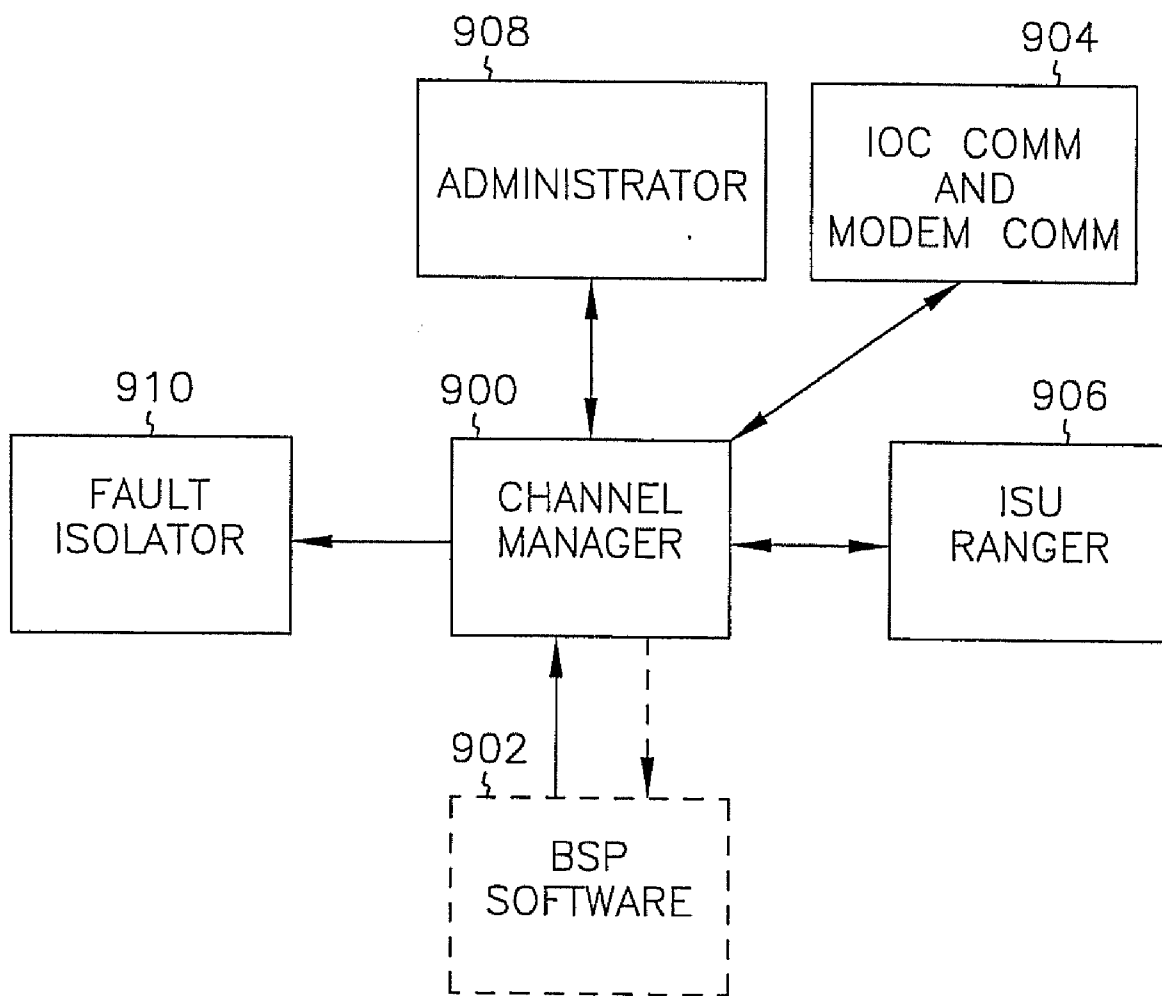 908
ADMINISTRATOR
904
IOC COMM
AND
MODEM COMM
910
FAULT
ISOLATOR
900
CHANNEL
MANAGER
906
ISU
RANGER
902
BSP
SOFTWARE